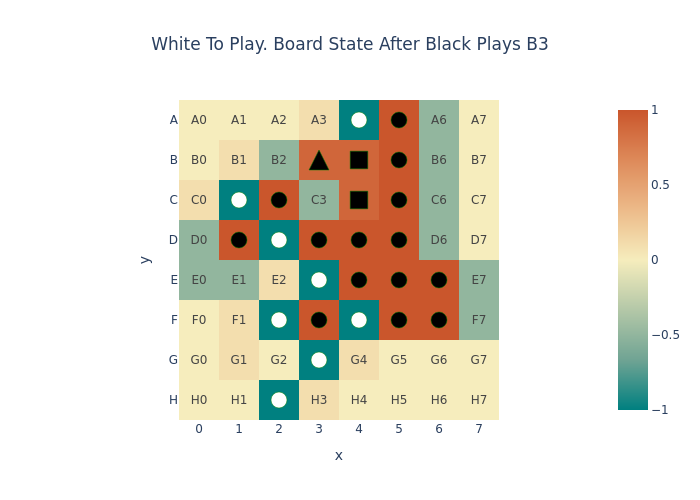 White To Play. Board State After Black Plays B3
A A0 A1 A2 A3 A6 A7
B B0 B1 B2 B6 B7
C C0 C3 C6 C7
D D0 D6 D7
E E0 E1 E2 E7
F F0 F1 F7
G G0 G1 G2 G4 G5 G6 G7
H H0 H1 H3 H4 H5 H6 H7
0 1 2 3 4 5 6 7
x
y
1
0.5
0
−0.5
−1